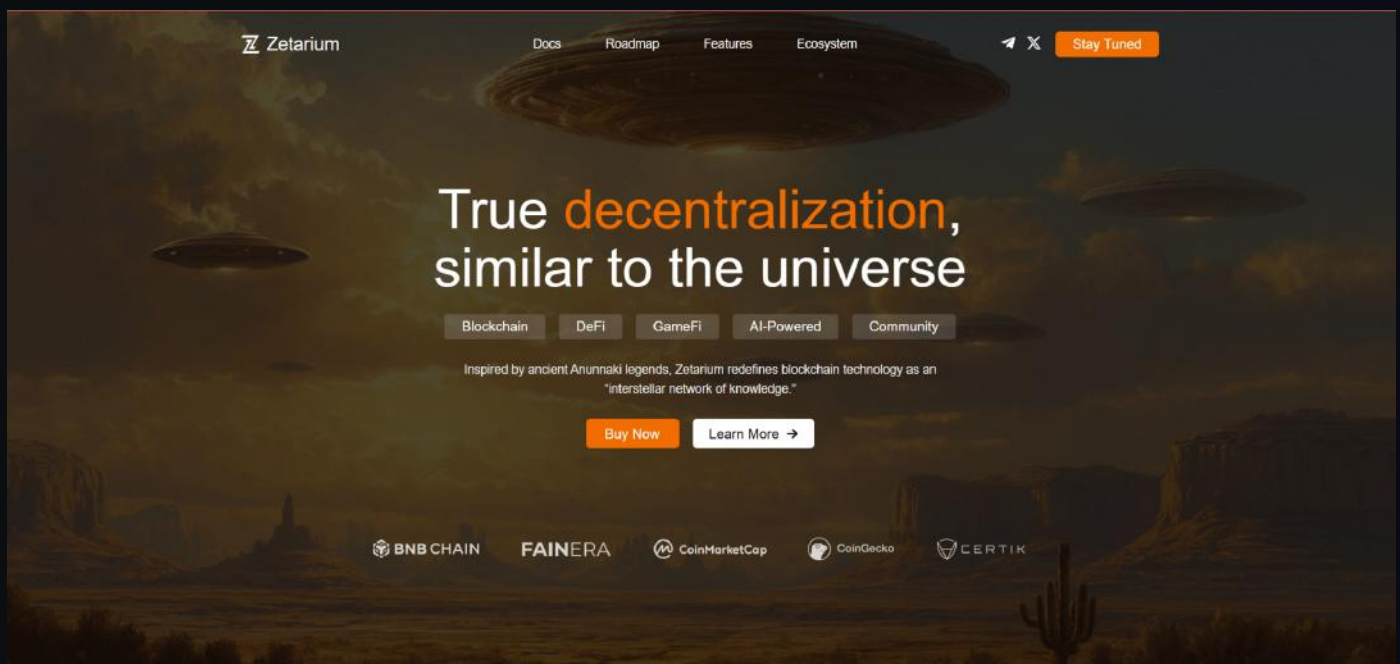 Zetarium
Docs Roadmap Features Ecosystem
Stay Tuned
True decentralization,
similar to the universe
Blockchain DeFi GameFi AI-Powered Community
Inspired by ancient Anunnaki legends, Zetarium redefines blockchain technology as an
"interstellar network of knowledge."
Buy Now Learn More →
BNB CHAIN FAINERA CoinMarketCap CoinGecko CERTIK